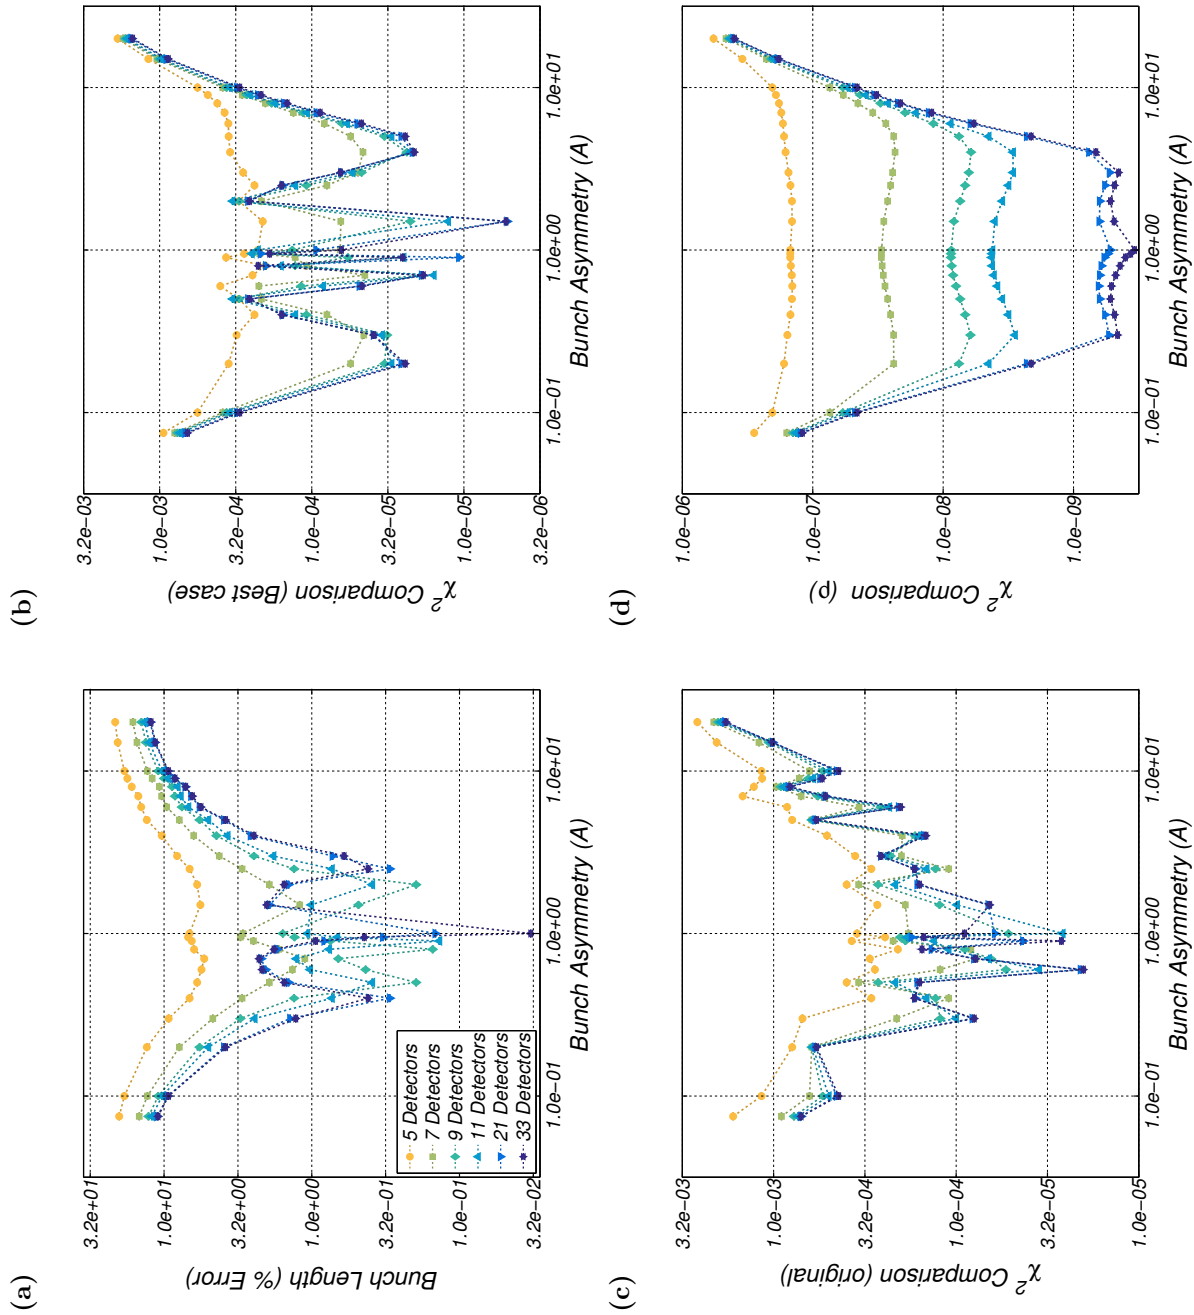 (a)
Bunch Length (% Error)
3.2e+01
1.0e+01
3.2e+00
1.0e+00
3.2e−01
1.0e−01
3.2e−02
5 Detectors
7 Detectors
9 Detectors
11 Detectors
21 Detectors
33 Detectors
1.0e−01
1.0e+00
1.0e+01
Bunch Asymmetry (A)
(b)
χ² Comparison (Best case)
3.2e−03
1.0e−03
3.2e−04
1.0e−04
3.2e−05
1.0e−05
3.2e−06
1.0e−01
1.0e+00
1.0e+01
Bunch Asymmetry (A)
(c)
χ² Comparison (original)
3.2e−03
1.0e−03
3.2e−04
1.0e−04
3.2e−05
1.0e−05
1.0e−01
1.0e+00
1.0e+01
Bunch Asymmetry (A)
(d)
χ² Comparison (ρ)
1.0e−06
1.0e−07
1.0e−08
1.0e−09
1.0e−01
1.0e+00
1.0e+01
Bunch Asymmetry (A)